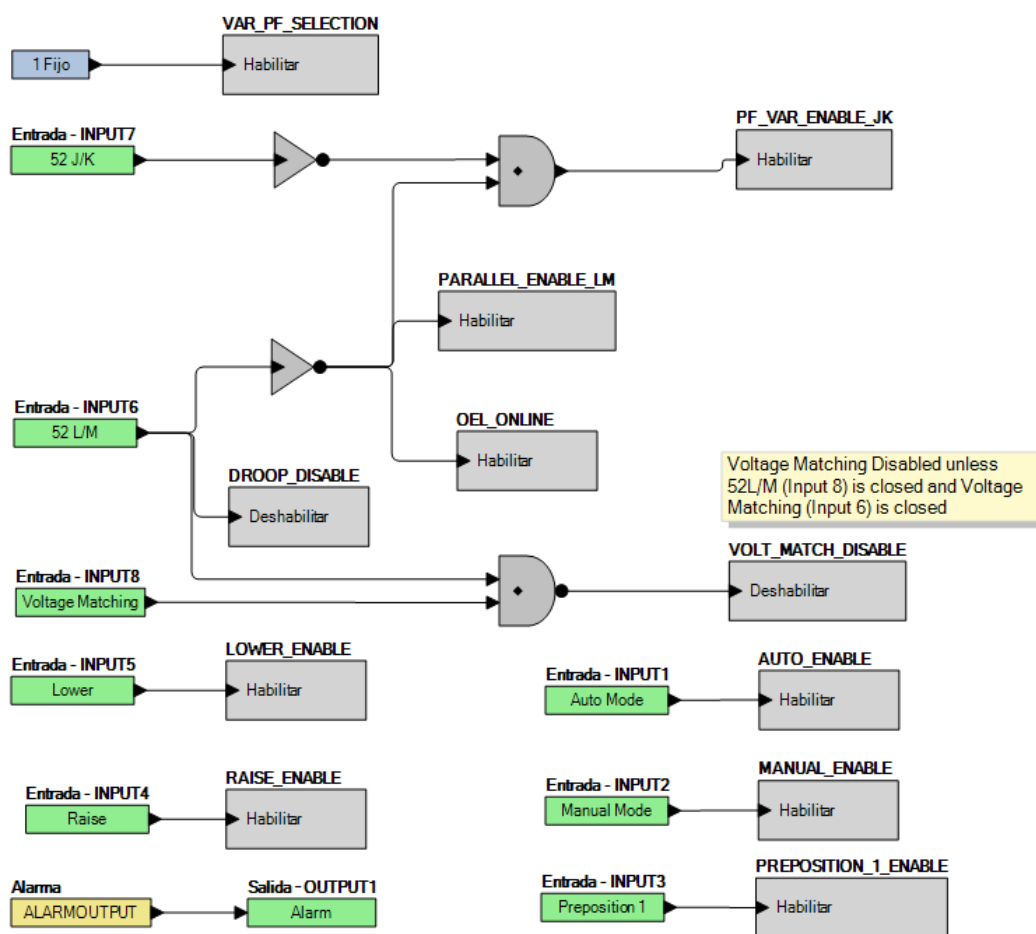 VAR_PF_SELECTION
1 Fijo
Habilitar
Entrada - INPUT7
52 J/K
PF_VAR_ENABLE_JK
Habilitar
PARALLEL_ENABLE_LM
Habilitar
Entrada - INPUT6
52 L/M
OEL_ONLINE
Habilitar
DROOP_DISABLE
Deshabilitar
Voltage Matching Disabled unless
52L/M (Input 8) is closed and Voltage
Matching (Input 6) is closed
VOLT_MATCH_DISABLE
Deshabilitar
Entrada - INPUT8
Voltage Matching
LOWER_ENABLE
Entrada - INPUT5
Lower
Habilitar
AUTO_ENABLE
Entrada - INPUT1
Auto Mode
Habilitar
RAISE_ENABLE
Entrada - INPUT4
Raise
Habilitar
MANUAL_ENABLE
Entrada - INPUT2
Manual Mode
Habilitar
Alarma
ALARMOUTPUT
Salida - OUTPUT1
Alarm
PREPOSITION_1_ENABLE
Entrada - INPUT3
Preposition 1
Habilitar